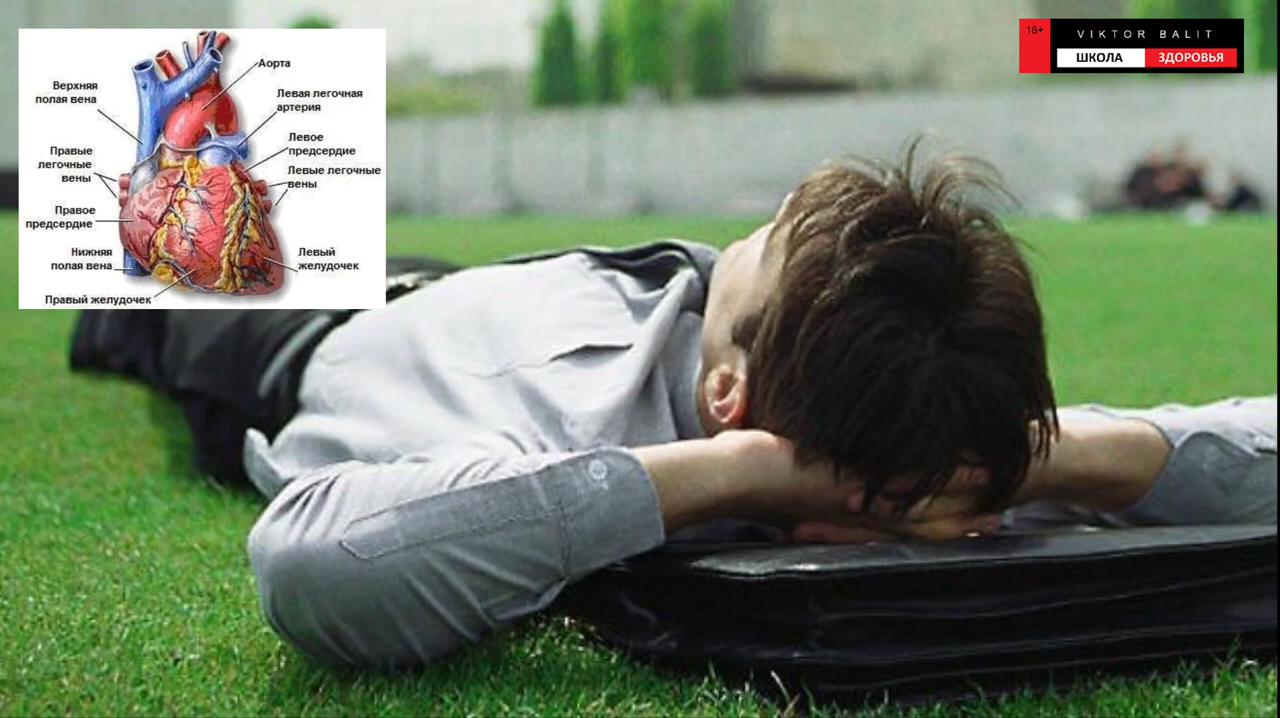 Аорта
Верхняя
полая вена
Левая легочная
артерия
Левое
предсердие
Правые
легочные
вены
Левые легочные
вены
Правое
предсердие
Нижняя
полая вена
Левый
желудочек
Правый желудочек
18+
VIKTOR BALIT
ШКОЛА ЗДОРОВЬЯ